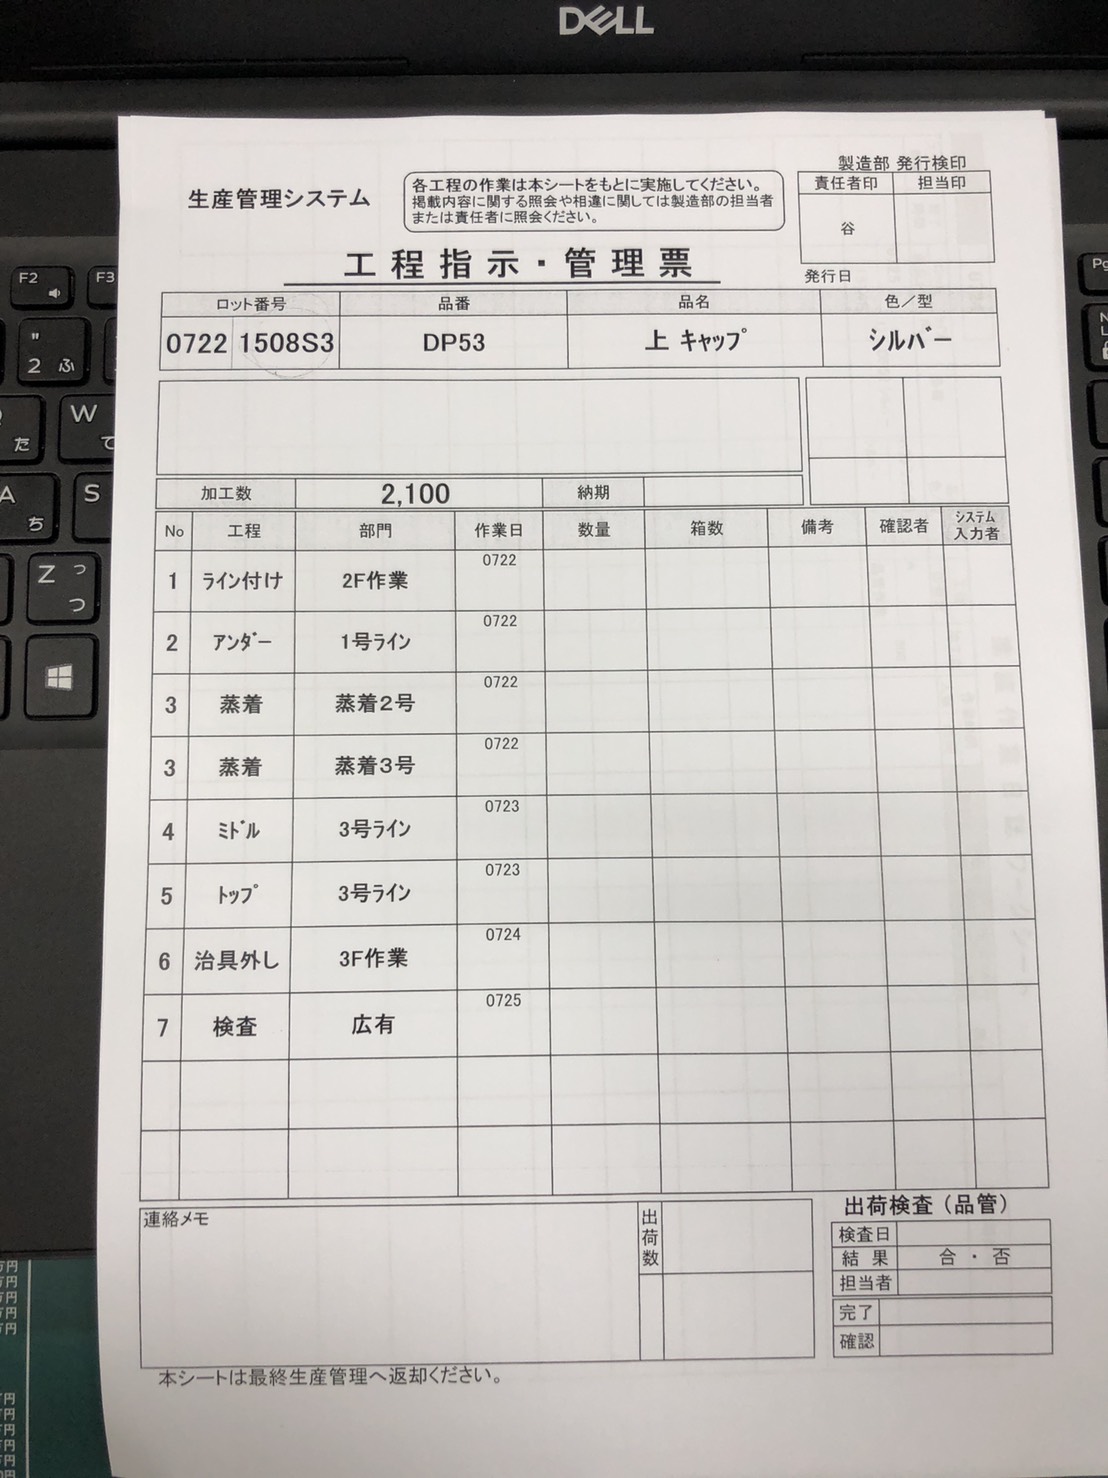 DELL
製造部 発行検印
責任者印 担当印
谷
生産管理システム
各工程の作業は本シートをもとに実施してください。
掲載内容に関する照会や相違に関しては製造部の担当者
または責任者に照会ください。
工程指示・管理票
発行日
ロット番号 品番 品名 色／型
0722 1508S3 DP53 上 ｷｬｯﾌﾟ ｼﾙﾊﾞｰ
加工数 2,100 納期
No 工程 部門 作業日 数量 箱数 備考 確認者 ｼｽﾃﾑ入力者
1 ﾗｲﾝ付け 2F作業 0722
2 ｱﾝﾀﾞｰ 1号ﾗｲﾝ 0722
3 蒸着 蒸着２号 0722
3 蒸着 蒸着３号 0722
4 ﾐﾄﾞﾙ 3号ﾗｲﾝ 0723
5 ﾄｯﾌﾟ 3号ﾗｲﾝ 0723
6 治具外し 3F作業 0724
7 検査 広有 0725
連絡メモ
出荷数
出荷検査（品管）
検査日
結 果 合 ・ 否
担当者
完了
確認
本シートは最終生産管理へ返却ください。
F2
F3
" 2 ふ
た
W て
A ち
S
Z っ つ
万円
万円
万円
万円
万円